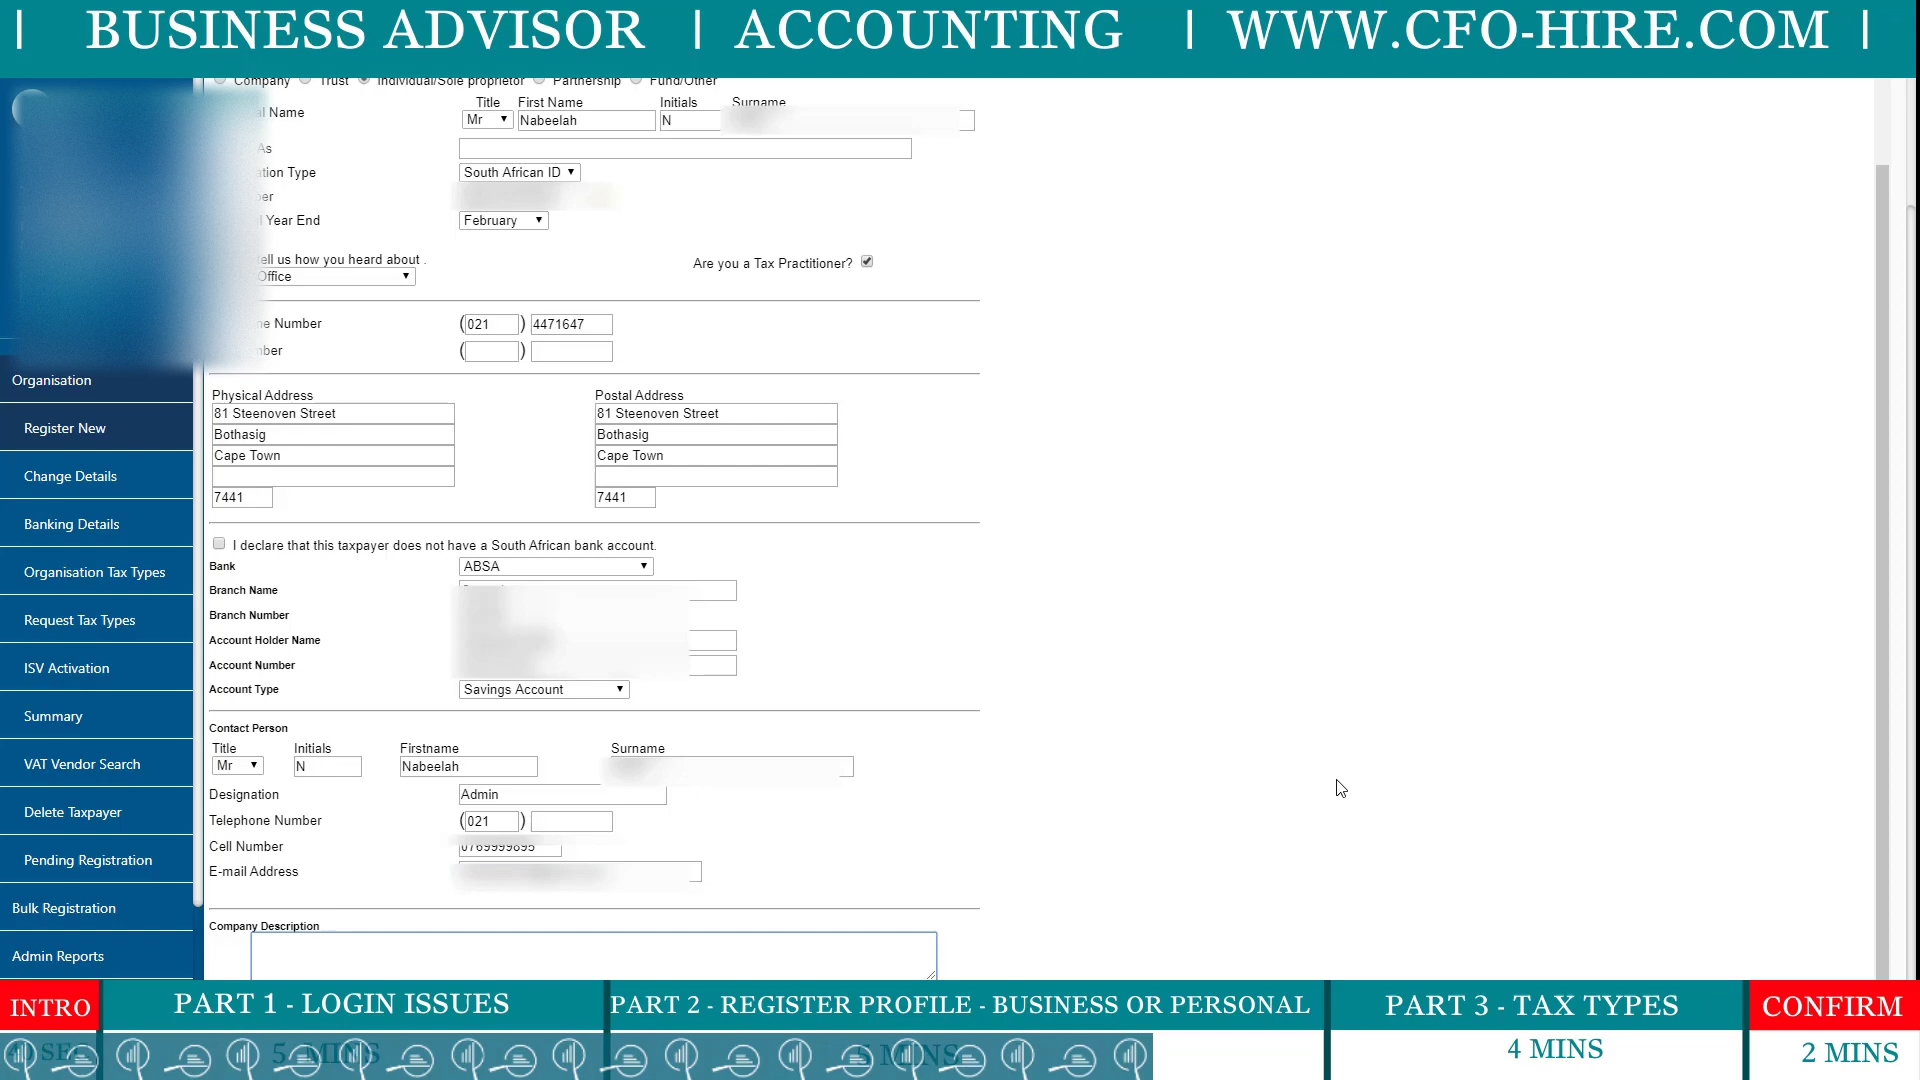 | BUSINESS ADVISOR | ACCOUNTING | WWW.CFO-HIRE.COM |
Company Trust Individual/Sole proprietor Partnership Fund/Other
Title First Name Initials Surname
Name Mr Nabeelah N
As
Type South African ID
Year End February
tell us how you heard about .
Are you a Tax Practitioner?
Office
Number (021) 4471647
( )
Physical Address Postal Address
81 Steenoven Street 81 Steenoven Street
Bothasig Bothasig
Cape Town Cape Town
7441 7441
I declare that this taxpayer does not have a South African bank account.
Bank ABSA
Branch Name
Branch Number
Account Holder Name
Account Number
Account Type Savings Account
Contact Person
Title Initials Firstname Surname
Mr N Nabeelah
Designation Admin
Telephone Number (021) ( )
Cell Number 0769999895
E-mail Address
Company Description
Organisation
Register New
Change Details
Banking Details
Organisation Tax Types
Request Tax Types
ISV Activation
Summary
VAT Vendor Search
Delete Taxpayer
Pending Registration
Bulk Registration
Admin Reports
INTRO
PART 1 - LOGIN ISSUES
PART 2 - REGISTER PROFILE - BUSINESS OR PERSONAL
PART 3 - TAX TYPES
CONFIRM
5 MINS
MINS
4 MINS
2 MINS